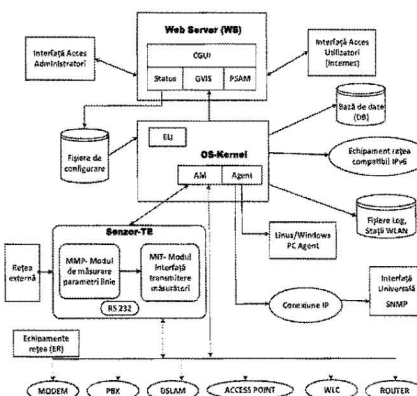 Web Server (WS)
CGUI
Status GVIS PSAM
Interfață Acces
Administratori
Interfață Acces
Utilizatori
(Internet)
Fișiere de
configurare
ELI
OS-Kernel
AM Agent
Bază de date
(DB)
Echipament rețea
compatibil IPv6
Fișiere Log,
Stații WLAN
Senzor-TE
MMP- Modul
de măsurare
parametri linie
MIT- Modul
interfață
transmitere
măsurători
RS 232
Rețea
externă
Linux/Windows
PC Agent
Conexiune IP
Interfață
Universală
SNMP
Echipamente
rețea (ER)
MODEM
PBX
DSLAM
ACCESS POINT
WLC
ROUTER